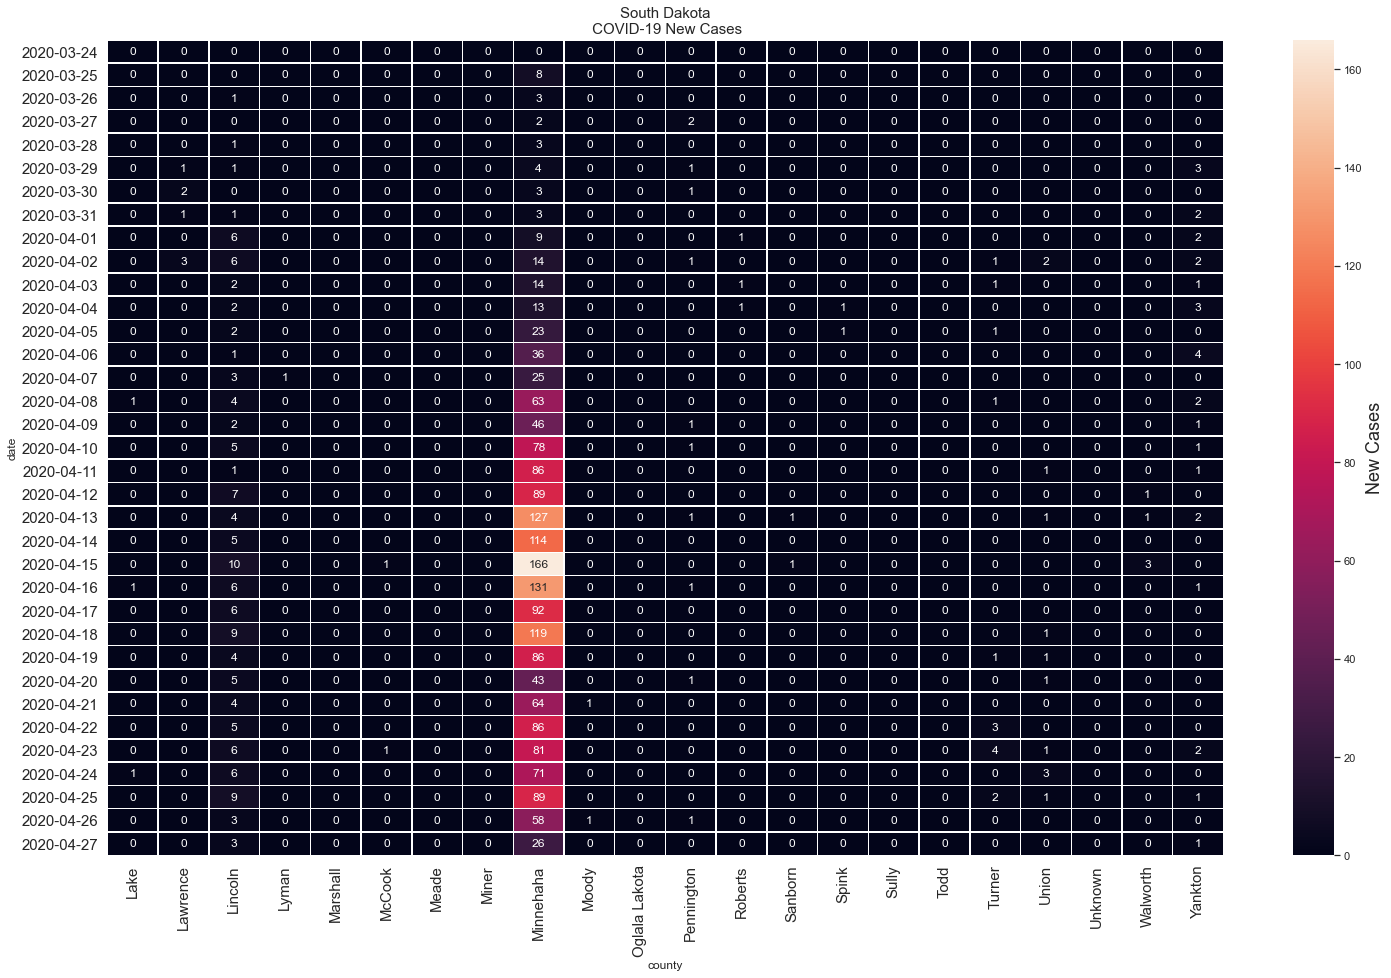 South Dakota
COVID-19 New Cases
2020-03-24 0 0 0 0 0 0 0 0 0 0 0 0 0 0 0 0 0 0 0 0 0 0
2020-03-25 0 0 0 0 0 0 0 0 8 0 0 0 0 0 0 0 0 0 0 0 0 0
2020-03-26 0 0 1 0 0 0 0 0 3 0 0 0 0 0 0 0 0 0 0 0 0 0
2020-03-27 0 0 0 0 0 0 0 0 2 0 0 2 0 0 0 0 0 0 0 0 0 0
2020-03-28 0 0 1 0 0 0 0 0 3 0 0 0 0 0 0 0 0 0 0 0 0 0
2020-03-29 0 1 1 0 0 0 0 0 4 0 0 1 0 0 0 0 0 0 0 0 0 3
2020-03-30 0 2 0 0 0 0 0 0 3 0 0 1 0 0 0 0 0 0 0 0 0 0
2020-03-31 0 1 1 0 0 0 0 0 3 0 0 0 0 0 0 0 0 0 0 0 0 2
2020-04-01 0 0 6 0 0 0 0 0 9 0 0 0 1 0 0 0 0 0 0 0 0 2
2020-04-02 0 3 6 0 0 0 0 0 14 0 0 1 0 0 0 0 0 1 2 0 0 2
2020-04-03 0 0 2 0 0 0 0 0 14 0 0 0 1 0 0 0 0 1 0 0 0 1
2020-04-04 0 0 2 0 0 0 0 0 13 0 0 0 1 0 1 0 0 0 0 0 0 3
2020-04-05 0 0 2 0 0 0 0 0 23 0 0 0 0 0 1 0 0 1 0 0 0 0
2020-04-06 0 0 1 0 0 0 0 0 36 0 0 0 0 0 0 0 0 0 0 0 0 4
2020-04-07 0 0 3 1 0 0 0 0 25 0 0 0 0 0 0 0 0 0 0 0 0 0
2020-04-08 1 0 4 0 0 0 0 0 63 0 0 0 0 0 0 0 0 1 0 0 0 2
2020-04-09 0 0 2 0 0 0 0 0 46 0 0 1 0 0 0 0 0 0 0 0 0 1
2020-04-10 0 0 5 0 0 0 0 0 78 0 0 1 0 0 0 0 0 0 0 0 0 1
2020-04-11 0 0 1 0 0 0 0 0 86 0 0 0 0 0 0 0 0 0 1 0 0 1
2020-04-12 0 0 7 0 0 0 0 0 89 0 0 0 0 0 0 0 0 0 0 0 1 0
2020-04-13 0 0 4 0 0 0 0 0 127 0 0 1 0 1 0 0 0 0 1 0 1 2
2020-04-14 0 0 5 0 0 0 0 0 114 0 0 0 0 0 0 0 0 0 0 0 0 0
2020-04-15 0 0 10 0 0 1 0 0 166 0 0 0 0 1 0 0 0 0 0 0 3 0
2020-04-16 1 0 6 0 0 0 0 0 131 0 0 1 0 0 0 0 0 0 0 0 0 1
2020-04-17 0 0 6 0 0 0 0 0 92 0 0 0 0 0 0 0 0 0 0 0 0 0
2020-04-18 0 0 9 0 0 0 0 0 119 0 0 0 0 0 0 0 0 0 1 0 0 0
2020-04-19 0 0 4 0 0 0 0 0 86 0 0 0 0 0 0 0 0 1 1 0 0 0
2020-04-20 0 0 5 0 0 0 0 0 43 0 0 1 0 0 0 0 0 0 1 0 0 0
2020-04-21 0 0 4 0 0 0 0 0 64 1 0 0 0 0 0 0 0 0 0 0 0 0
2020-04-22 0 0 5 0 0 0 0 0 86 0 0 0 0 0 0 0 0 3 0 0 0 0
2020-04-23 0 0 6 0 0 1 0 0 81 0 0 0 0 0 0 0 0 4 1 0 0 2
2020-04-24 1 0 6 0 0 0 0 0 71 0 0 0 0 0 0 0 0 0 3 0 0 0
2020-04-25 0 0 9 0 0 0 0 0 89 0 0 0 0 0 0 0 0 2 1 0 0 1
2020-04-26 0 0 3 0 0 0 0 0 58 1 0 1 0 0 0 0 0 0 0 0 0 0
2020-04-27 0 0 3 0 0 0 0 0 26 0 0 0 0 0 0 0 0 0 0 0 0 1
date
Lake
Lawrence
Lincoln
Lyman
Marshall
McCook
Meade
Miner
Minnehaha
Moody
Oglala Lakota
Pennington
Roberts
Sanborn
Spink
Sully
Todd
Turner
Union
Unknown
Walworth
Yankton
county
160
140
120
100
80
60
40
20
0
New Cases